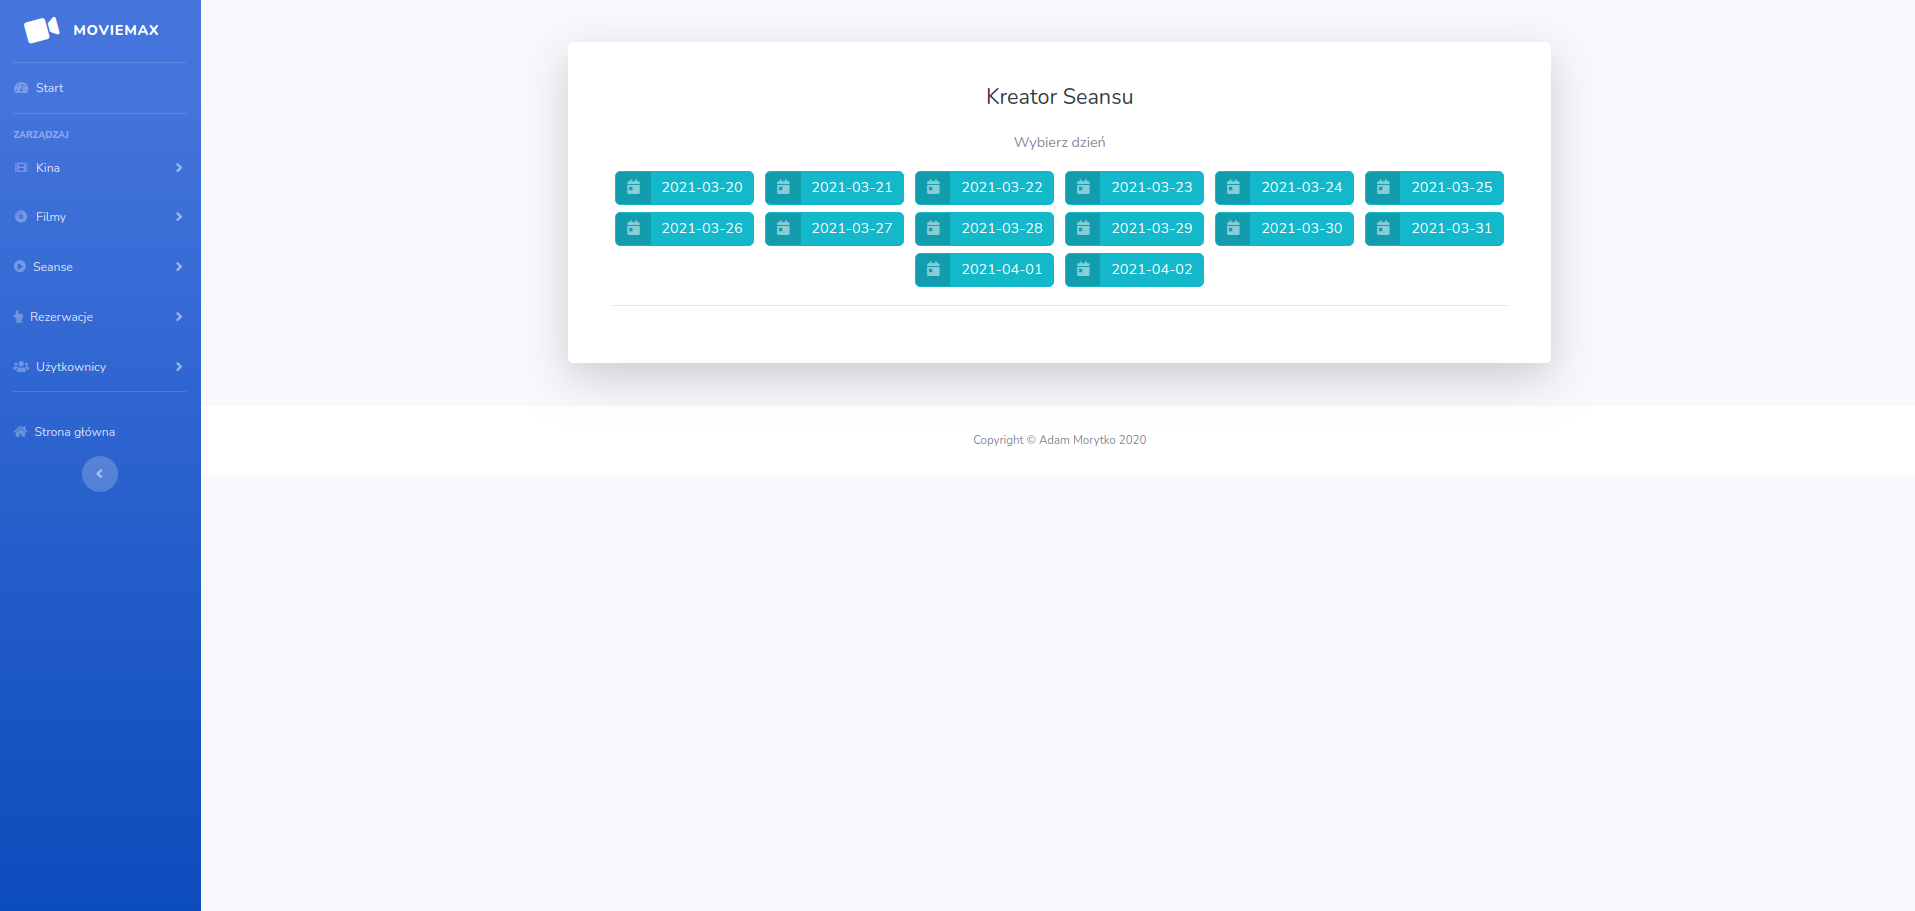 MOVIEMAX
Start
ZARZĄDZAJ
Kina
Filmy
Seanse
Rezerwacje
Użytkownicy
Strona główna
Kreator Seansu
Wybierz dzień
2021-03-20 2021-03-21 2021-03-22 2021-03-23 2021-03-24 2021-03-25
2021-03-26 2021-03-27 2021-03-28 2021-03-29 2021-03-30 2021-03-31
2021-04-01 2021-04-02
Copyright © Adam Morytko 2020